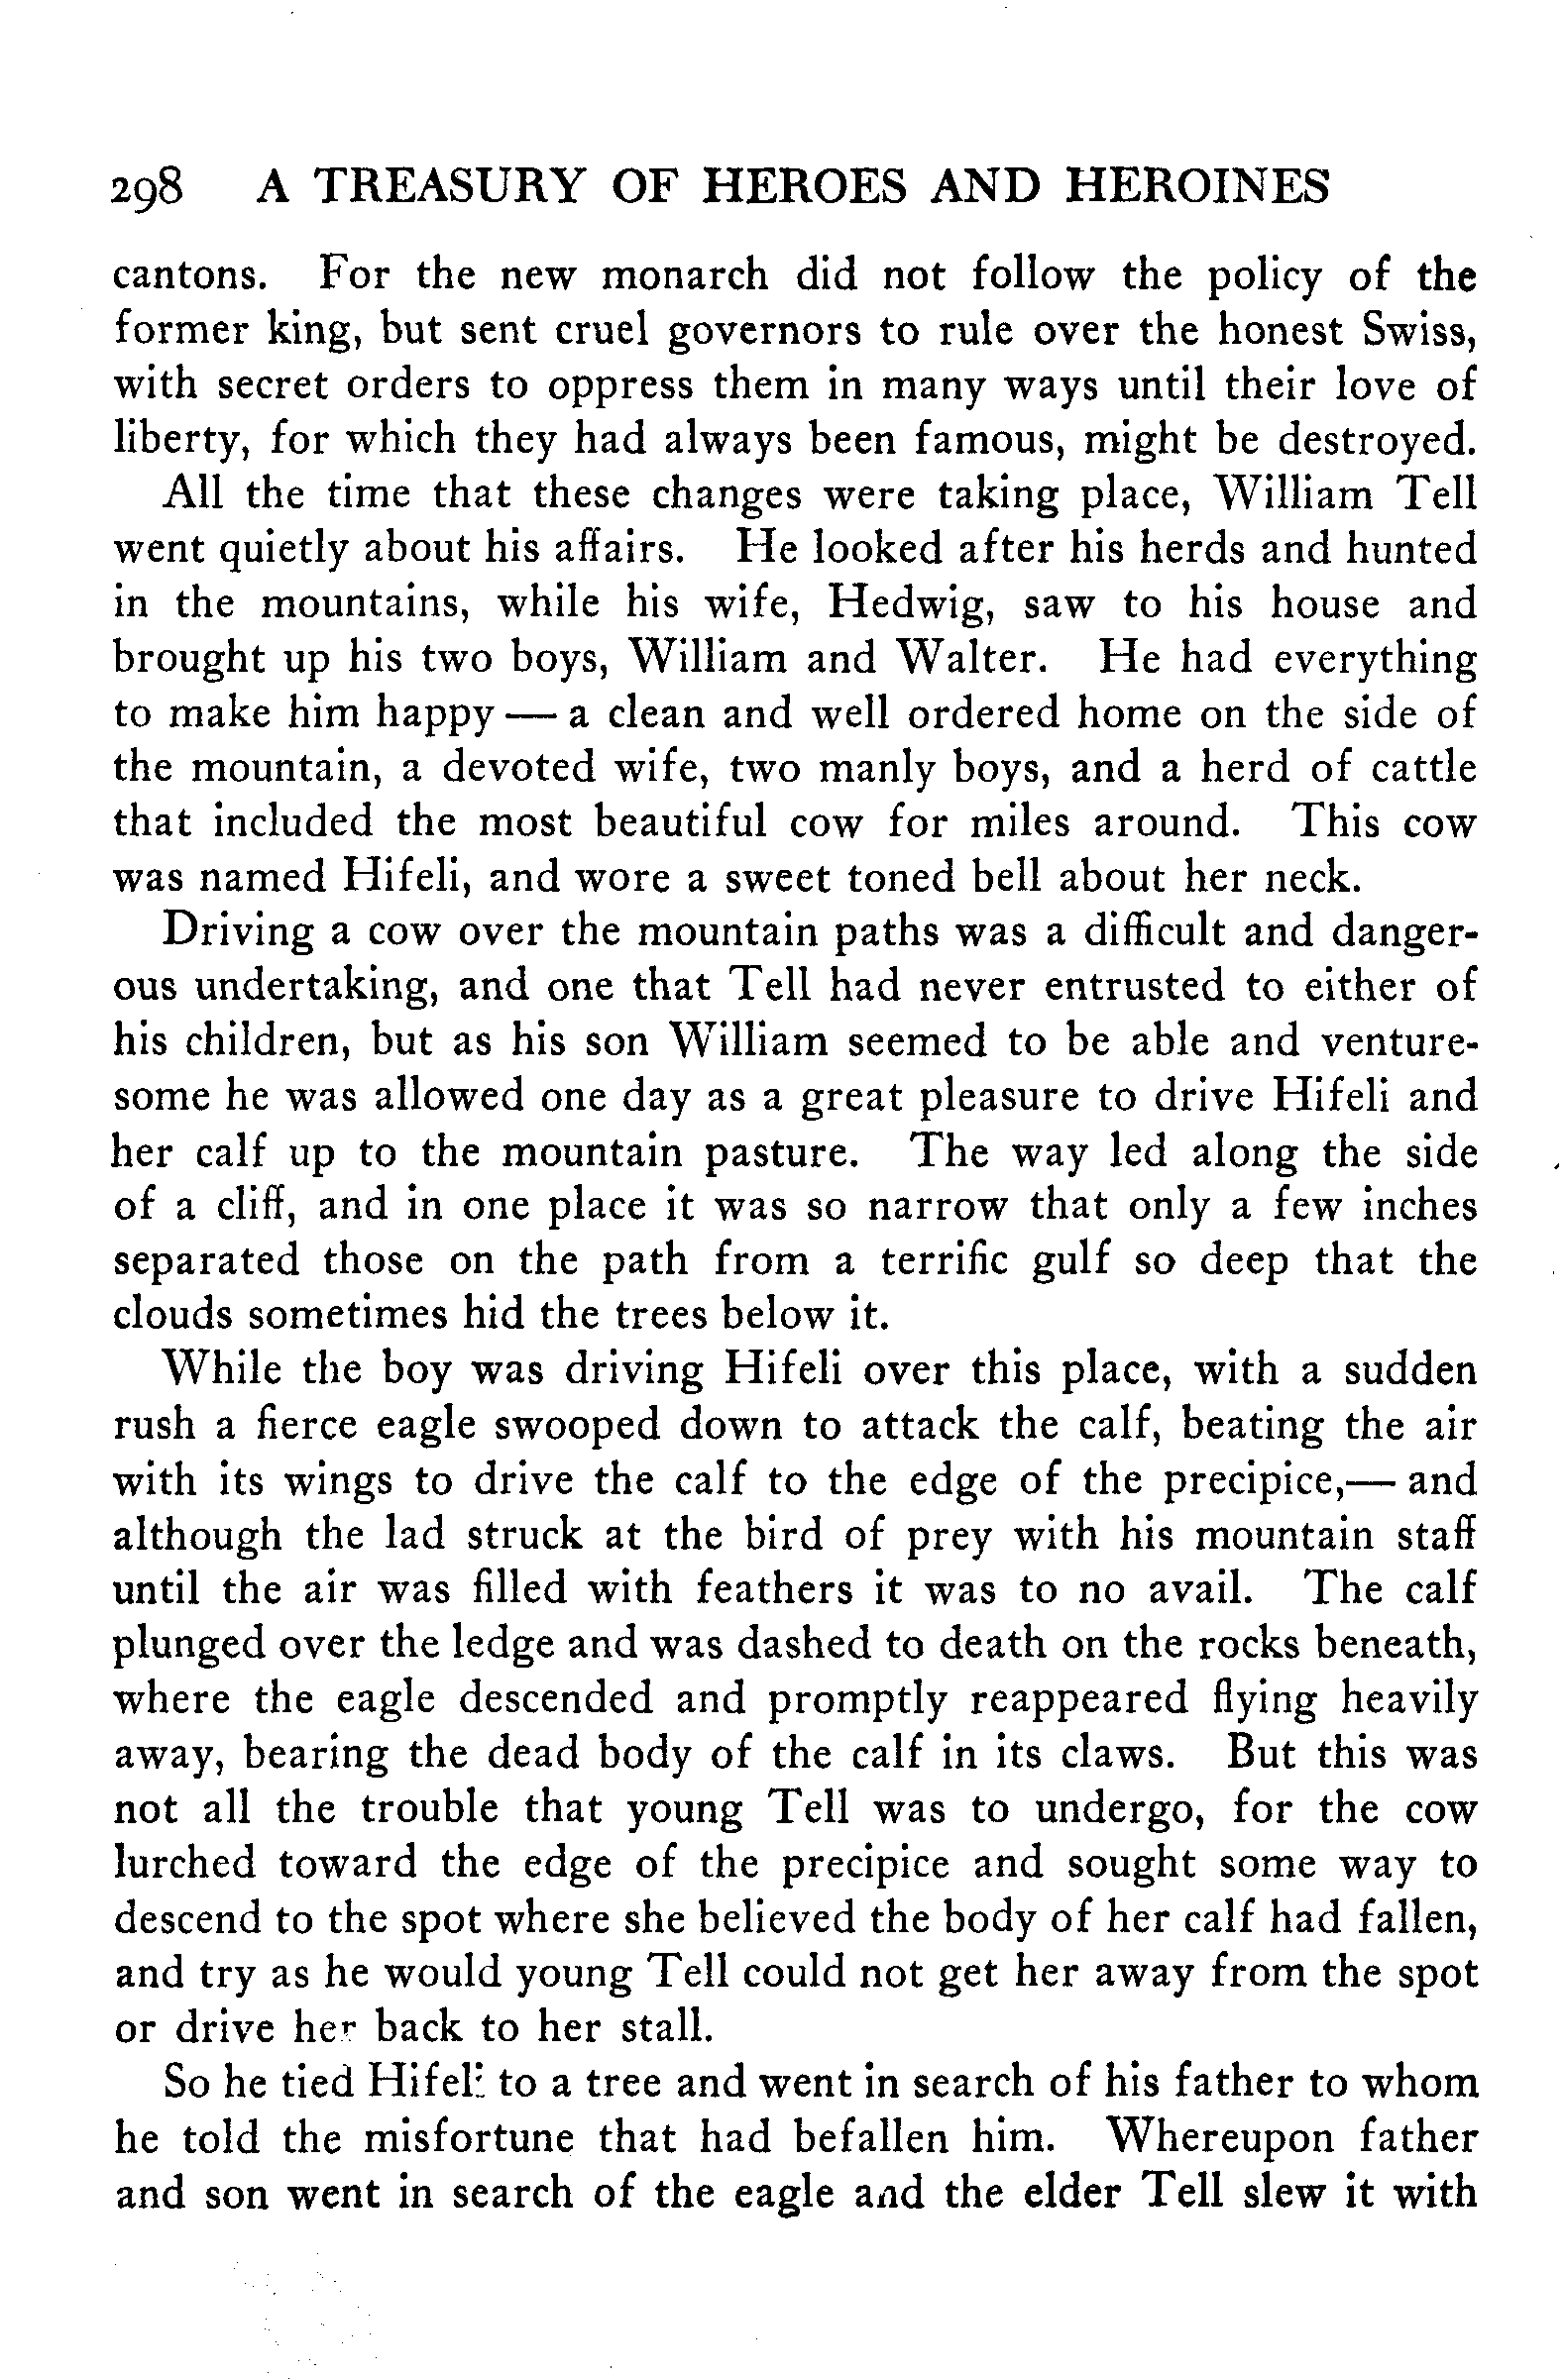 298 A TREASURY OF HEROES AND HEROINES
cantons. For the new monarch did not follow the policy of the
former king, but sent cruel governors to rule over the honest Swiss,
with secret orders to oppress them in many ways until their love of
liberty, for which they had always been famous, might be destroyed.
All the time that these changes were taking place, William Tell
went quietly about his affairs. He looked after his herds and hunted
in the mountains, while his wife, Hedwig, saw to his house and
brought up his two boys, William and Walter. He had everything
to make him happy — a clean and well ordered home on the side of
the mountain, a devoted wife, two manly boys, and a herd of cattle
that included the most beautiful cow for miles around. This cow
was named Hifeli, and wore a sweet toned bell about her neck.
Driving a cow over the mountain paths was a difficult and danger-
ous undertaking, and one that Tell had never entrusted to either of
his children, but as his son William seemed to be able and venture-
some he was allowed one day as a great pleasure to drive Hifeli and
her calf up to the mountain pasture. The way led along the side
of a cliff, and in one place it was so narrow that only a few inches
separated those on the path from a terrific gulf so deep that the
clouds sometimes hid the trees below it.
While the boy was driving Hifeli over this place, with a sudden
rush a fierce eagle swooped down to attack the calf, beating the air
with its wings to drive the calf to the edge of the precipice,— and
although the lad struck at the bird of prey with his mountain staff
until the air was filled with feathers it was to no avail. The calf
plunged over the ledge and was dashed to death on the rocks beneath,
where the eagle descended and promptly reappeared flying heavily
away, bearing the dead body of the calf in its claws. But this was
not all the trouble that young Tell was to undergo, for the cow
lurched toward the edge of the precipice and sought some way to
descend to the spot where she believed the body of her calf had fallen,
and try as he would young Tell could not get her away from the spot
or drive her back to her stall.
So he tied Hifeli to a tree and went in search of his father to whom
he told the misfortune that had befallen him. Whereupon father
and son went in search of the eagle and the elder Tell slew it with